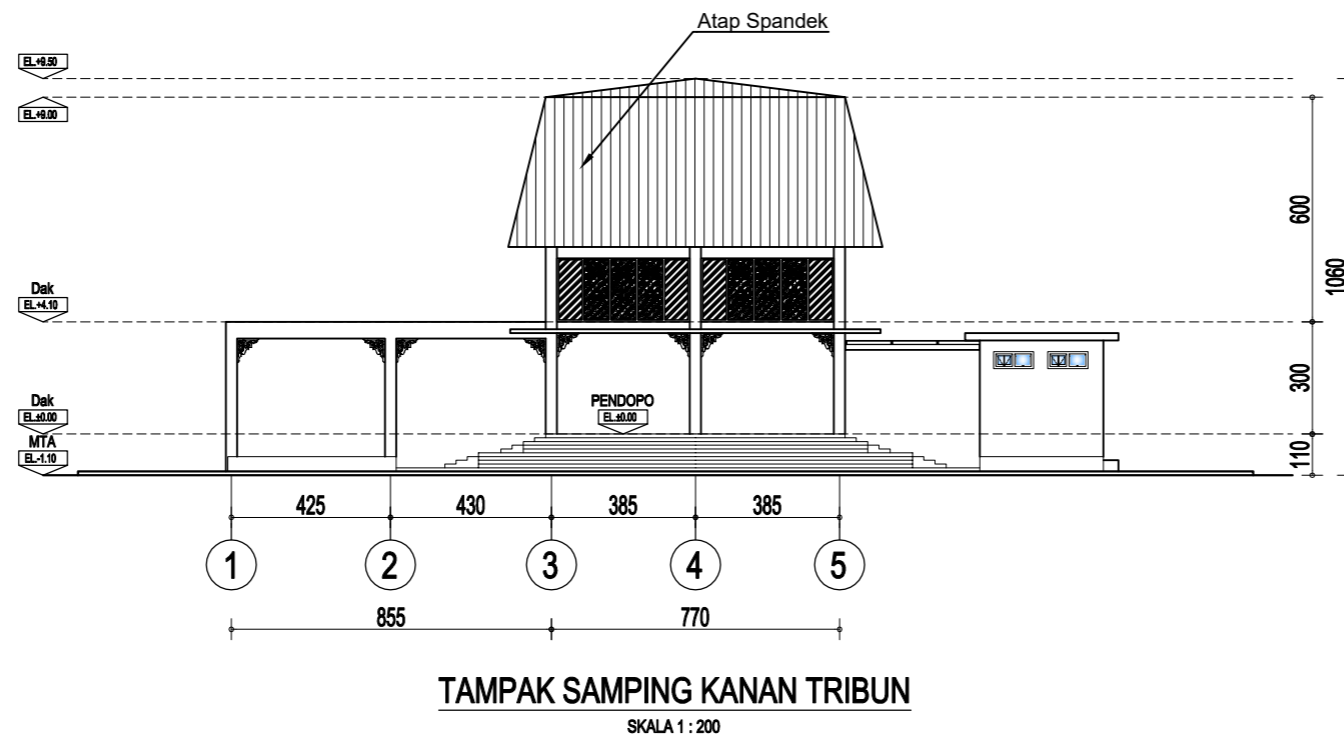 Atap Spandek
EL.+9.50
EL.+9.00
600
1060
Dak
EL.+4.10
300
Dak
EL.±0.00
PENDOPO
EL.±0.00
MTA
EL.-1.10
110
425 430 385 385
1 2 3 4 5
855 770
TAMPAK SAMPING KANAN TRIBUN
SKALA 1 : 200